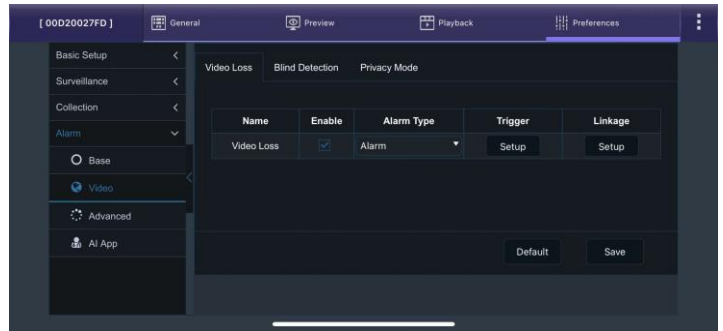 [ 00D20027FD ] General Preview Playback Preferences
Basic Setup
Surveillance
Collection
Alarm
Base
Video
Advanced
AI App
Video Loss Blind Detection Privacy Mode
Name Enable Alarm Type Trigger Linkage
Video Loss Alarm Setup Setup
Default Save